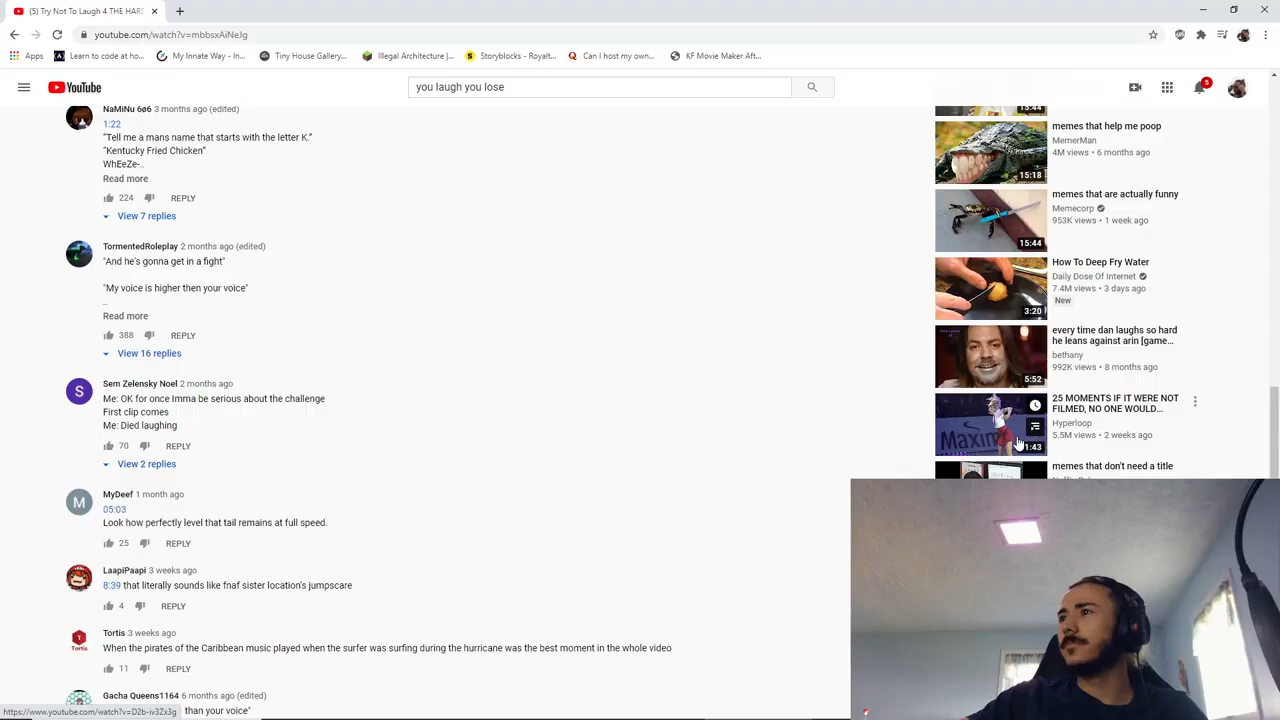 (5) Try Not To Laugh 4 THE HAR
youtube.com/watch?v=mbbsxAiNeJg
Apps
Learn to code at ho...
My Innate Way - In...
Tiny House Gallery...
Illegal Architecture |...
Storyblocks - Royalt...
Can I host my own...
KF Movie Maker Aft...
YouTube
you laugh you lose
5
NaMiNu 6ø6 3 months ago (edited)
1:22
"Tell me a mans name that starts with the letter K."
"Kentucky Fried Chicken"
WhEeZe-..
Read more
224 REPLY
View 7 replies
TormentedRoleplay 2 months ago (edited)
"And he's gonna get in a fight"
"My voice is higher then your voice"
..
Read more
388 REPLY
View 16 replies
S
Sem Zelensky Noel 2 months ago
Me: OK for once Imma be serious about the challenge
First clip comes
Me: Died laughing
70 REPLY
View 2 replies
M
MyDeef 1 month ago
05:03
Look how perfectly level that tail remains at full speed.
25 REPLY
LaapiPaapi 3 weeks ago
8:39 that literally sounds like fnaf sister location's jumpscare
4 REPLY
T
Tortis
Tortis 3 weeks ago
When the pirates of the Caribbean music played when the surfer was surfing during the hurricane was the best moment in the whole video
11 REPLY
Gacha Queens1164 6 months ago (edited)
than your voice"
https://www.youtube.com/watch?v=D2b-iv3Zx3g
15:44
memes that help me poop
MemerMan
4M views • 6 months ago
15:18
memes that are actually funny
Memecorp
953K views • 1 week ago
15:44
How To Deep Fry Water
Daily Dose Of Internet
7.4M views • 3 days ago
New
3:20
every time dan laughs so hard
he leans against arin [game...
bethany
992K views • 8 months ago
5:52
25 MOMENTS IF IT WERE NOT
FILMED, NO ONE WOULD...
Hyperloop
5.5M views • 2 weeks ago
Maxim
1:43
memes that don't need a title